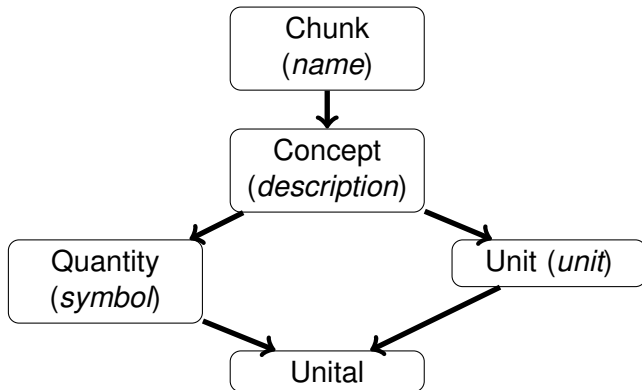 Chunk
(name)
Concept
(description)
Quantity
(symbol)
Unit (unit)
Unital